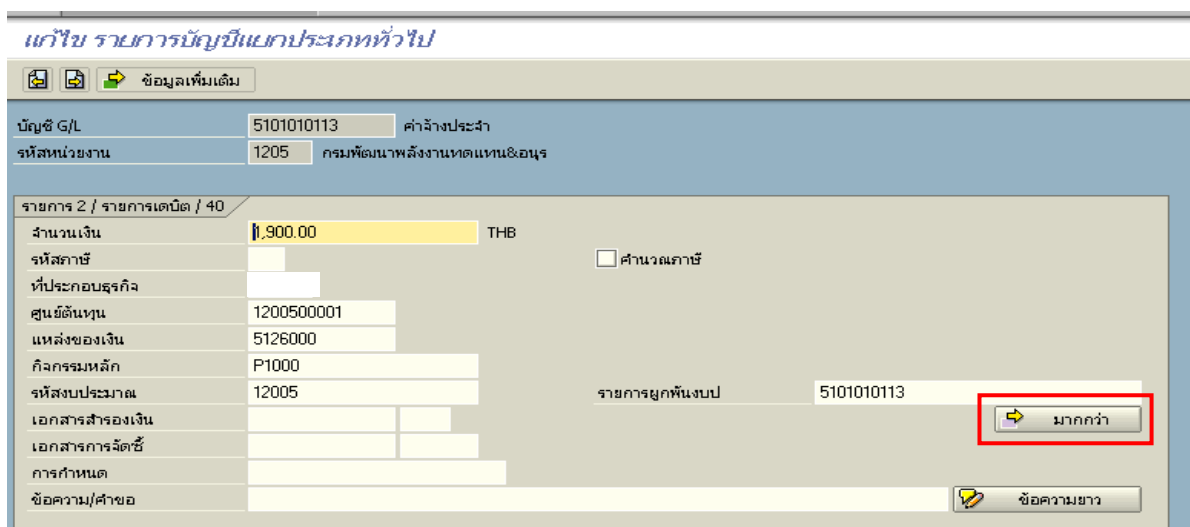 แก้ไข รายการบัญชีแยกประเภททั่วไป
ข้อมูลเพิ่มเติม
บัญชี G/L 5101010113 ค่าจ้างประจำ
รหัสหน่วยงาน 1205 กรมพัฒนาพลังงานทดแทน&อนุร
รายการ 2 / รายการเดบิต / 40
จำนวนเงิน 1,900.00 THB
รหัสภาษี คำนวณภาษี
ที่ประกอบธุรกิจ
ศูนย์ต้นทุน 1200500001
แหล่งของเงิน 5126000
กิจกรรมหลัก P1000
รหัสงบประมาณ 12005 รายการผูกพันงบป 5101010113
เอกสารสำรองเงิน มากกว่า
เอกสารการจัดซื้
การกำหนด
ข้อความ/คำขอ ข้อความยาว